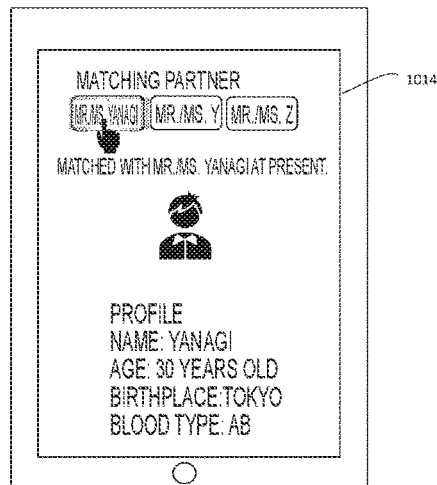 MATCHING PARTNER
MR./MS. YANAGI MR./MS. Y MR./MS. Z
MATCHED WITH MR./MS. YANAGI AT PRESENT.
PROFILE
NAME: YANAGI
AGE: 30 YEARS OLD
BIRTHPLACE:TOKYO
BLOOD TYPE: AB
1014